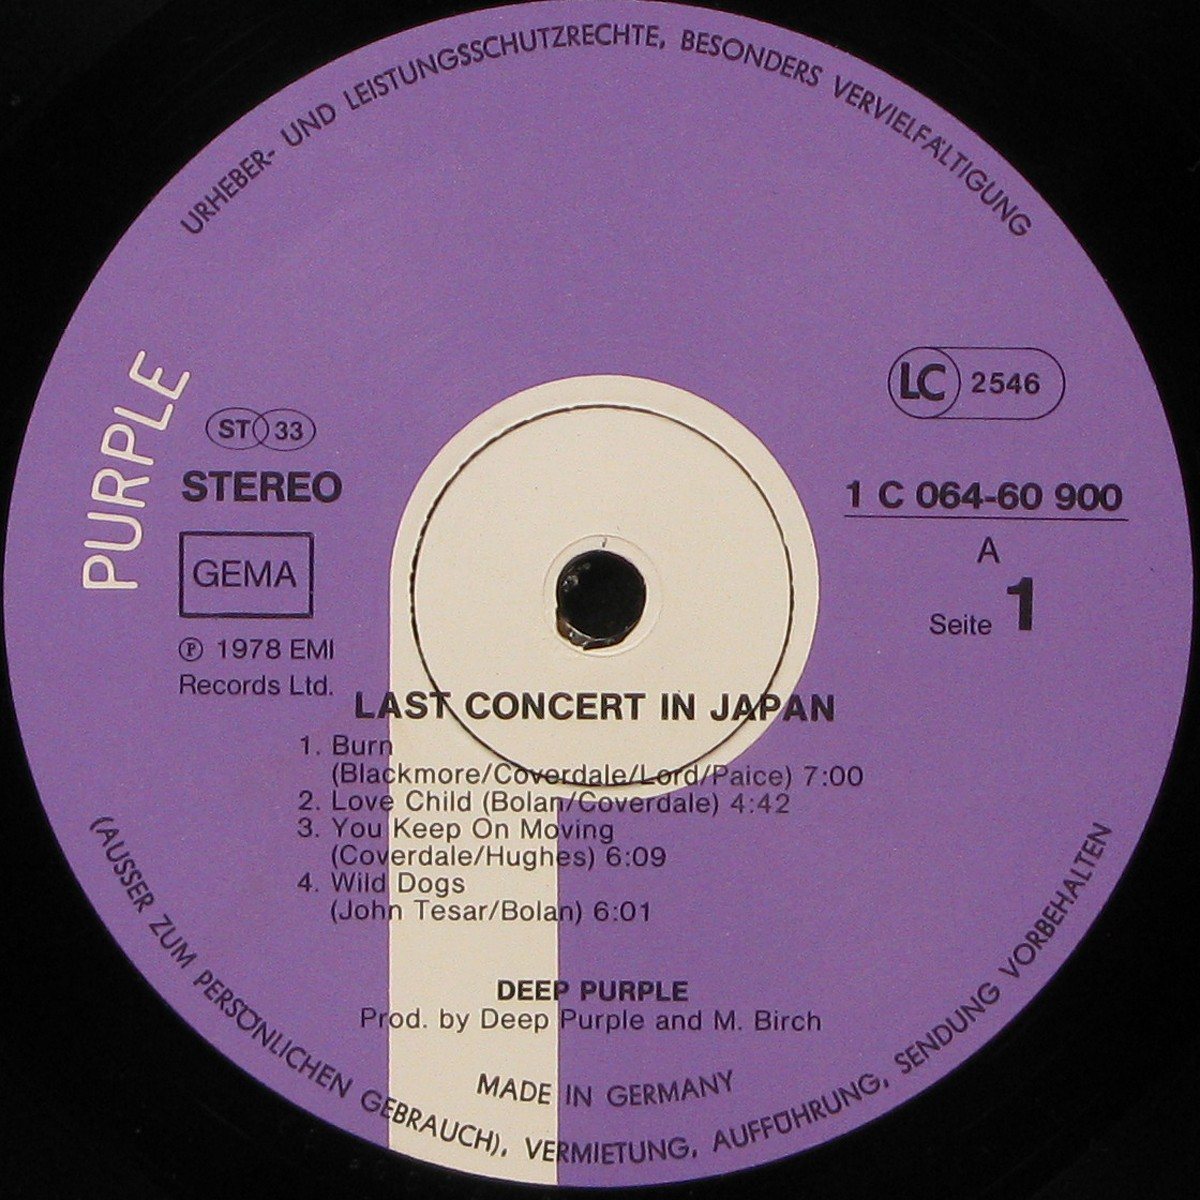 URHEBER- UND LEISTUNGSSCHUTZRECHTE, BESONDERS VERVIELFÄLTIGUNG
PURPLE
ST 33
STEREO
GEMA
Ⓟ 1978 EMI
Records Ltd.
LC 2546
1 C 064-60 900
A
Seite 1
LAST CONCERT IN JAPAN
1. Burn
(Blackmore/Coverdale/Lord/Paice) 7:00
2. Love Child (Bolan/Coverdale) 4:42
3. You Keep On Moving
(Coverdale/Hughes) 6:09
4. Wild Dogs
(John Tesar/Bolan) 6:01
DEEP PURPLE
Prod. by Deep Purple and M. Birch
MADE IN GERMANY
(AUSSER ZUM PERSÖNLICHEN GEBRAUCH), VERMIETUNG, AUFFÜHRUNG, SENDUNG VORBEHALTEN